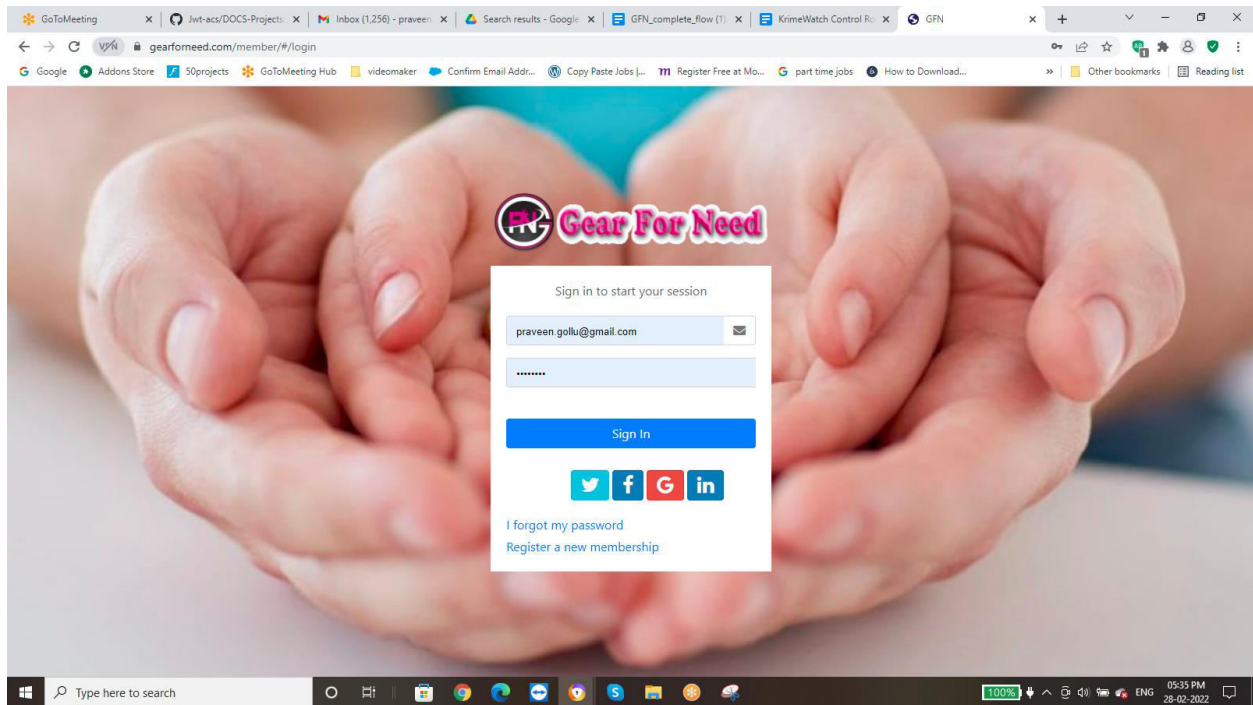 GoToMeeting
Jwt-acs/DOCS-Projects:
Inbox (1,256) - praveen
Search results - Google
GFN_complete_flow (1)
KrimeWatch Control Ro
GFN
VPN
gearforneed.com/member/#/login
Google
Addons Store
50projects
GoToMeeting Hub
videomaker
Confirm Email Addr...
Copy Paste Jobs |...
Register Free at Mo...
part time jobs
How to Download...
»
Other bookmarks
Reading list
Gear For Need
Sign in to start your session
praveen.gollu@gmail.com
••••••••
Sign In
I forgot my password
Register a new membership
Type here to search
100%
ENG
05:35 PM
28-02-2022